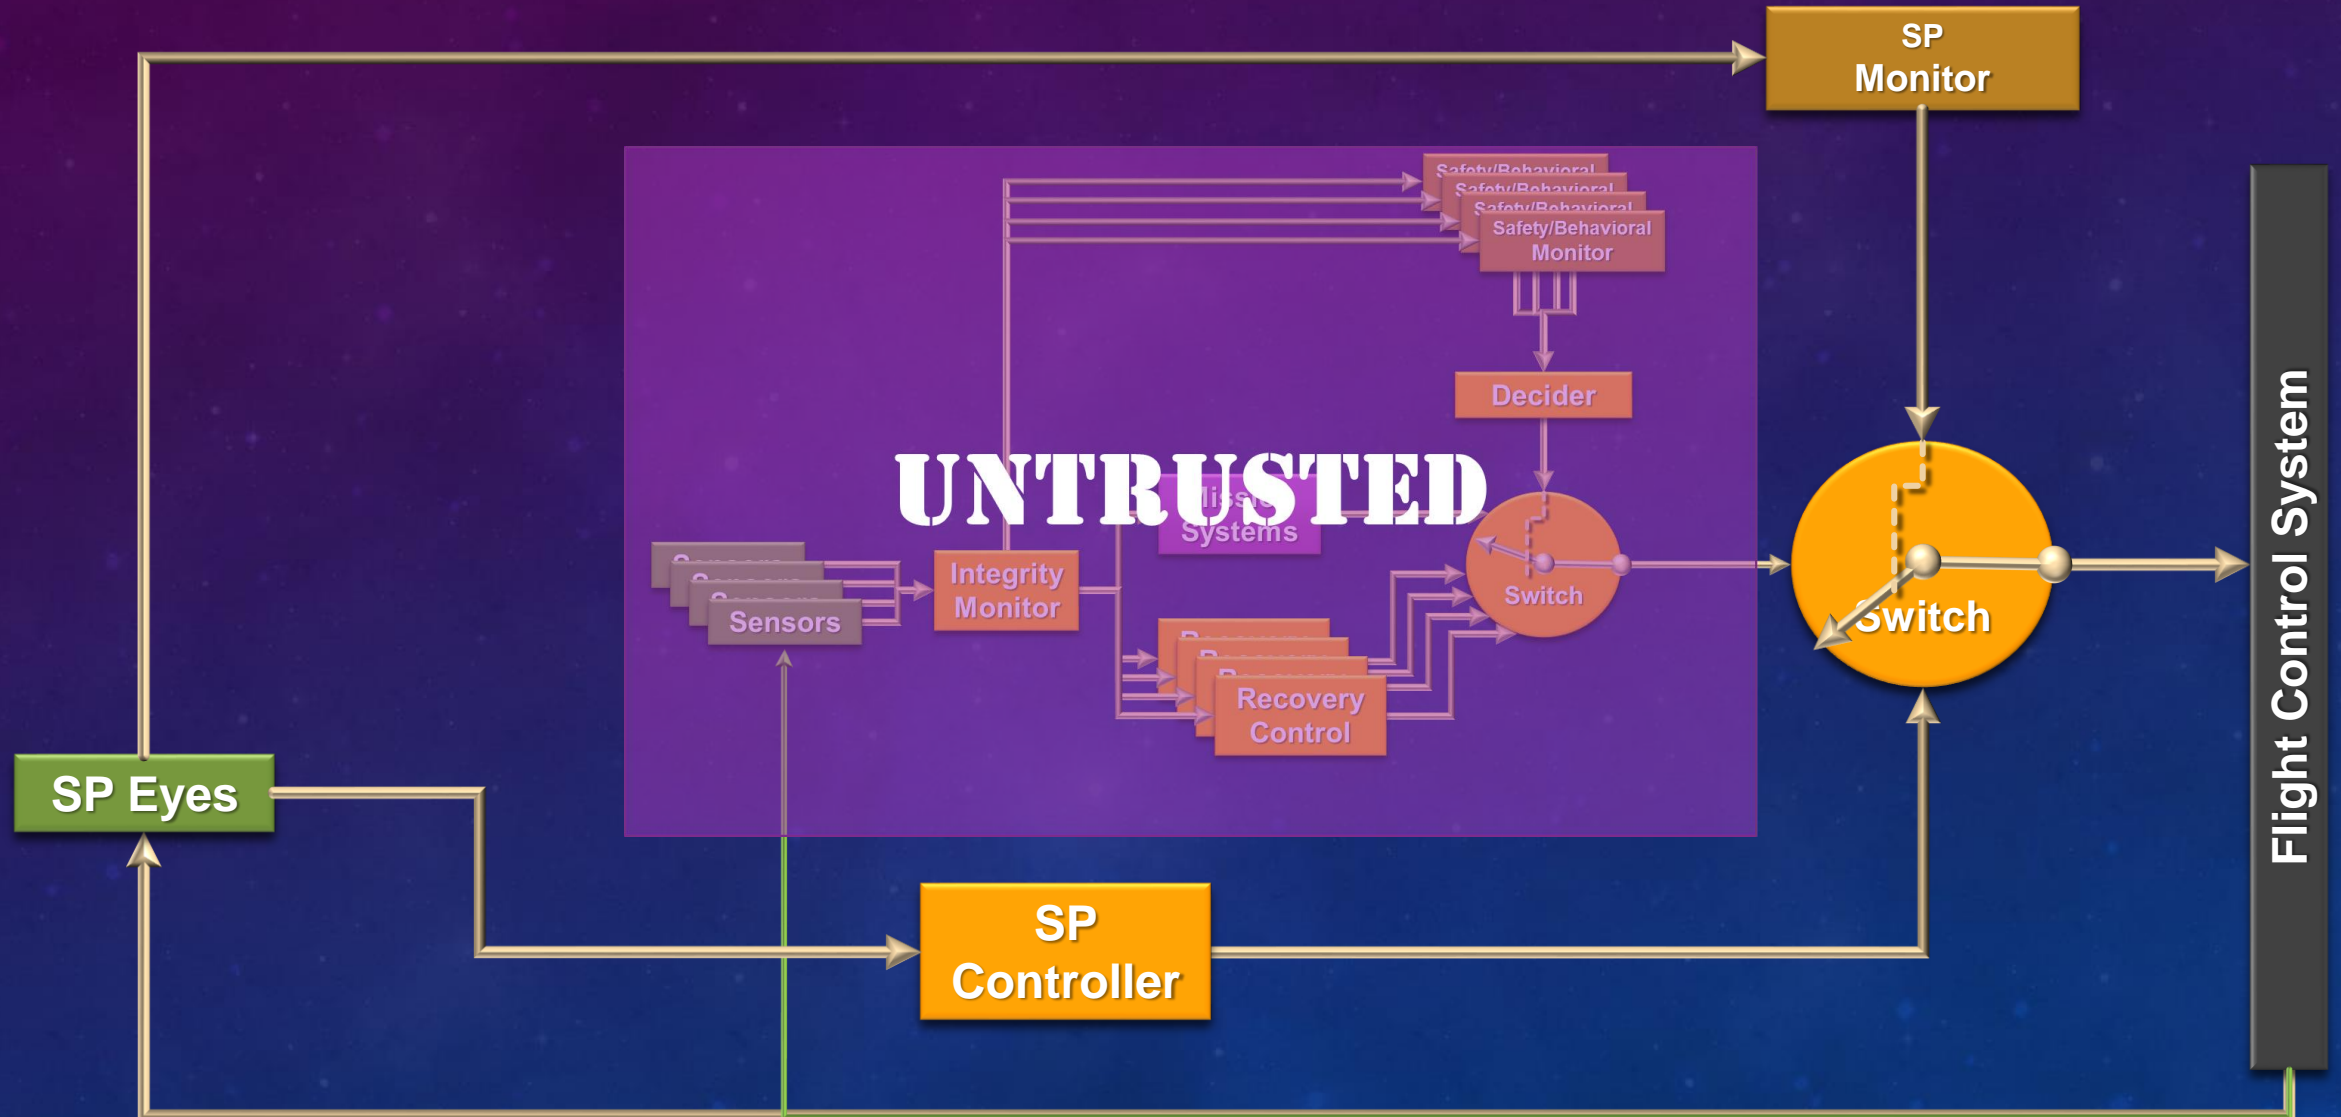 SP
Monitor
Safety/Behavioral
Safety/Behavioral
Safety/Behavioral
Safety/Behavioral
Monitor
Decider
UNTRUSTED
Systems
Integrity
Monitor
Sensors
Switch
Recovery
Control
Switch
Flight Control System
SP Eyes
SP
Controller